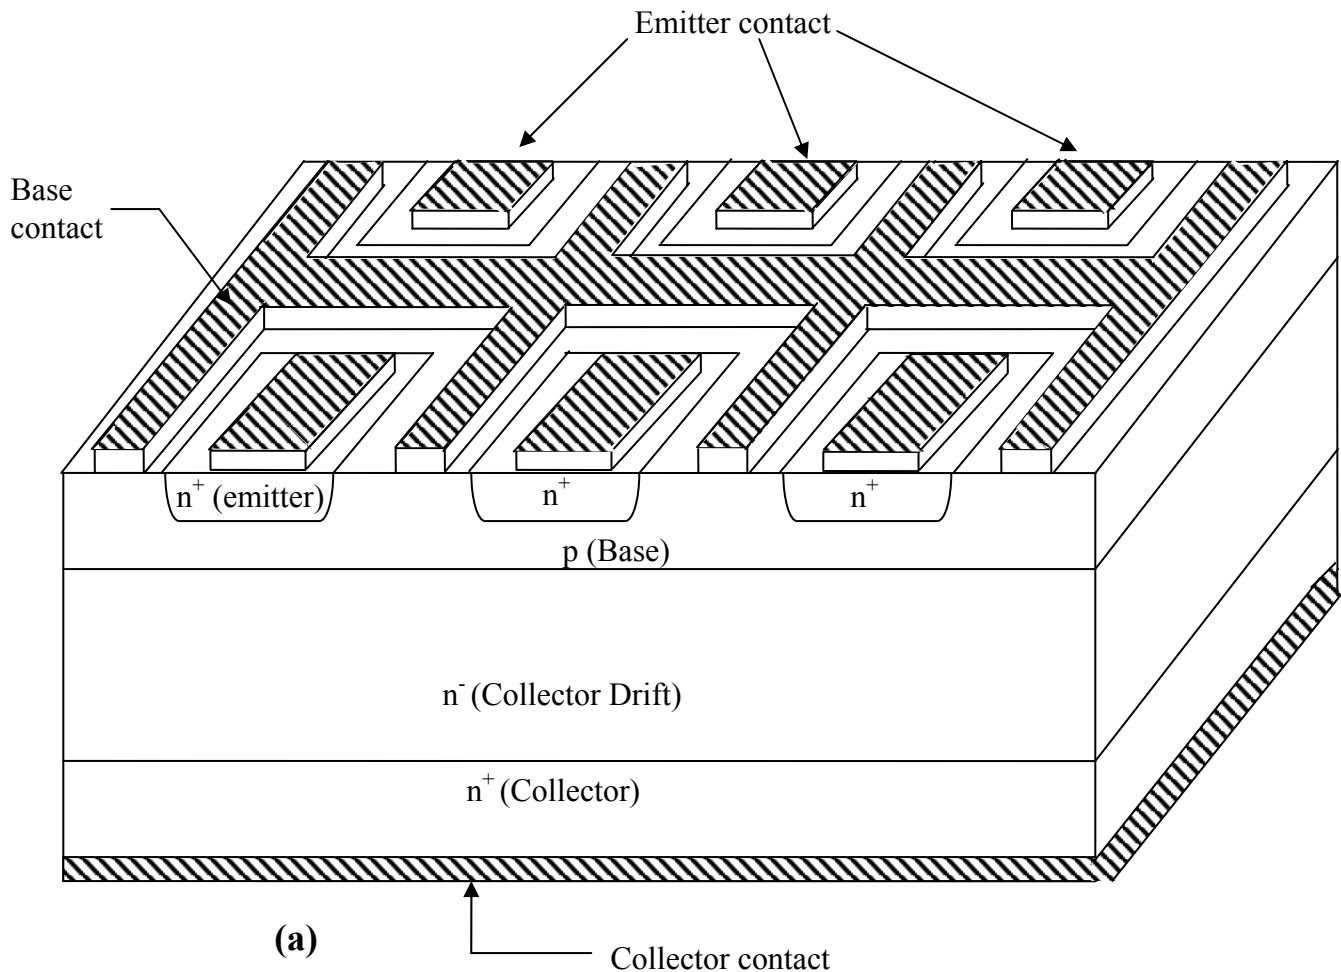 Emitter contact
Base
contact
n⁺ (emitter)
n⁺
n⁺
p (Base)
n⁻ (Collector Drift)
n⁺ (Collector)
(a)
Collector contact